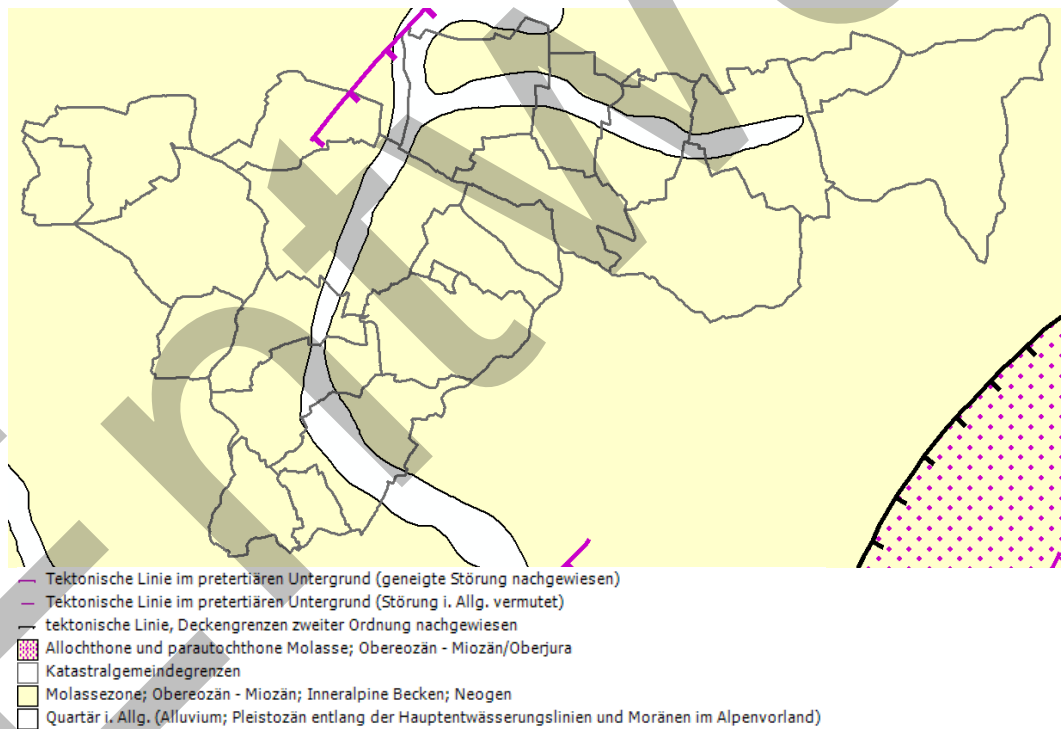 Tektonische Linie im pretertiären Untergrund (geneigte Störung nachgewiesen)
Tektonische Linie im pretertiären Untergrund (Störung i. Allg. vermutet)
tektonische Linie, Deckengrenzen zweiter Ordnung nachgewiesen
Allochthone und parautochthone Molasse; Obereozän - Miozän/Oberjura
Katastralgemeindegrenzen
Molassezone; Obereozän - Miozän; Inneralpine Becken; Neogen
Quartär i. Allg. (Alluvium; Pleistozän entlang der Hauptentwässerungslinien und Moränen im Alpenvorland)